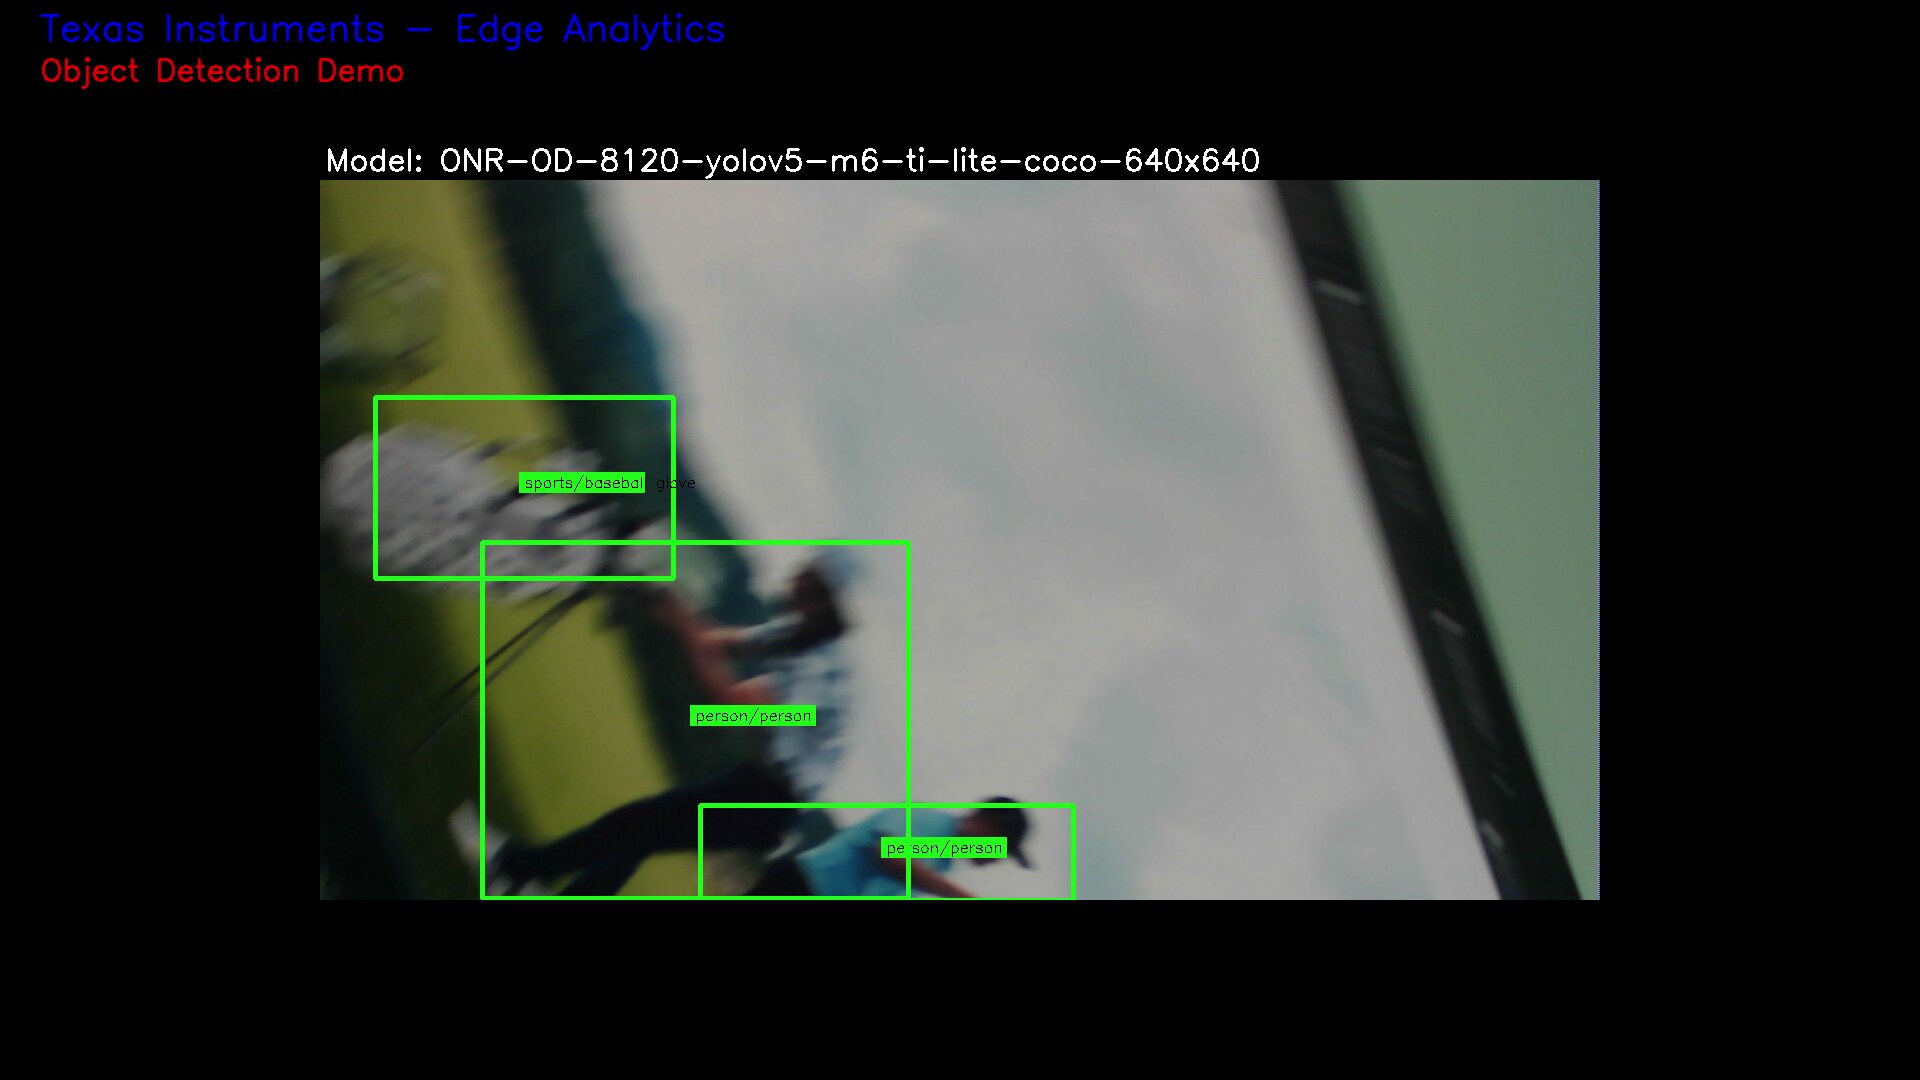 Texas Instruments - Edge Analytics
Object Detection Demo
Model: ONR-OD-8120-yolov5-m6-ti-lite-coco-640x640
sports/basebal glove
person/person
person/person